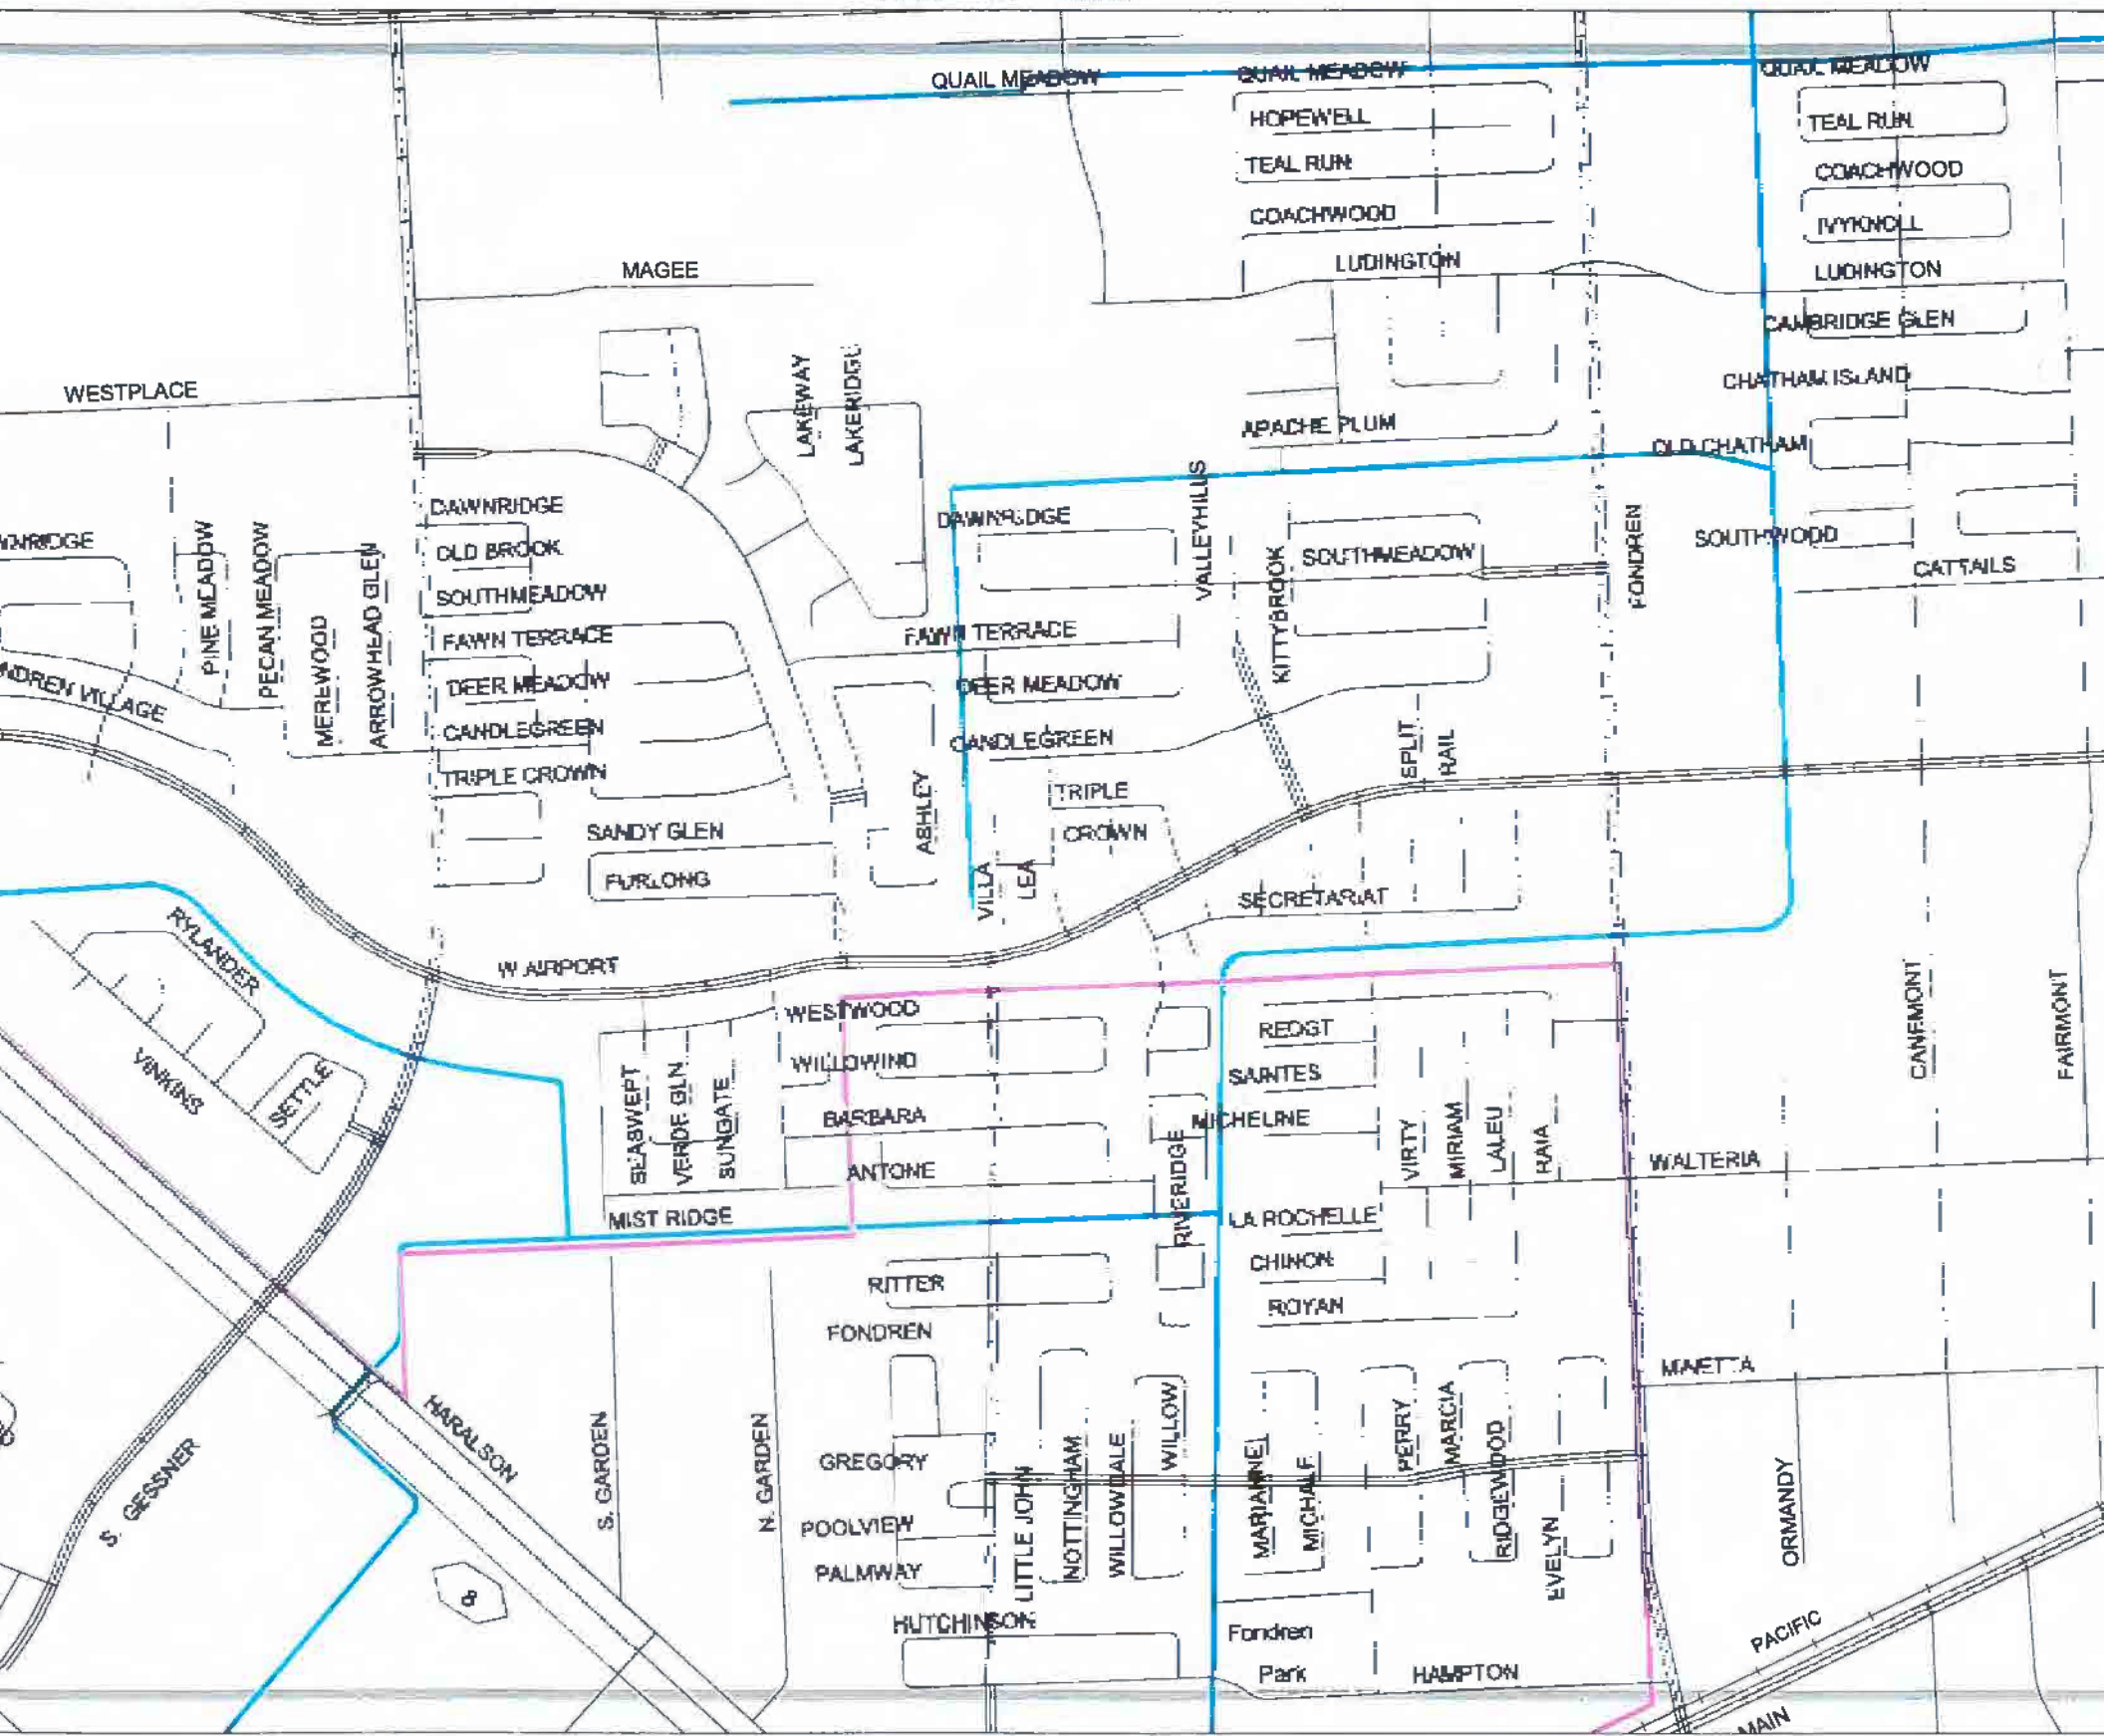 QUAIL MEADOW
QUAIL MEADOW
QUAIL MEADOW
HOPEWELL
TEAL RUN
TEAL RUN
COACHWOOD
COACHWOOD
IVYKNOLL
LUDINGTON
LUDINGTON
MAGEE
CAMBRIDGE GLEN
WESTPLACE
LAKEWAY
CHATHAM ISLAND
APACHE PLUM
OLD CHATHAM
DAWNRIDGE
DAWNRIDGE
VALLEYHILLS
FONDREN
SOUTHWOOD
OLD BROOK
SOUTHMEADOW
KITTYBROOK
CATTAILS
PINE MEADOW
PECAN MEADOW
MEREWOOD
ARROWHEAD GLEN
SOUTHMEADOW
FAWN TERRACE
FAWN TERRACE
DEER MEADOW
DEER MEADOW
VILLAGE
CANDLEGREEN
CANDLEGREEN
SPLIT
RAIL
TRIPLE CROWN
TRIPLE
CROWN
ASHLEY
SANDY GLEN
FURLONG
VILLA
LEA
SECRETARIAT
RYLANDER
W AIRPORT
WESTWOOD
REDGT
CANEMONT
FAIRMONT
WILLOWIND
SAINTES
VINKINS
SETTLE
SEASWEPT
VERDE GLN
SUNGATE
BARBARA
MICHELINE
VIRTY
MIRIAM
LALEU
RAIA
WALTERIA
ANTONE
RIVERIDGE
MIST RIDGE
LA ROCHELLE
CHINON
RITTER
ROYAN
FONDREN
HARALSON
S. GESSNER
S. GARDEN
N. GARDEN
GREGORY
POOLVIEW
PALMWAY
LITTLE JOHN
NOTTINGHAM
WILLOWDALE
WILLOW
MARIANNE
MICHALE
PERRY
MARCIA
RIDGEWOOD
EVELYN
ORMANDY
8
HUTCHINSON
Fondren
Park
HAMPTON
PACIFIC
MAIN